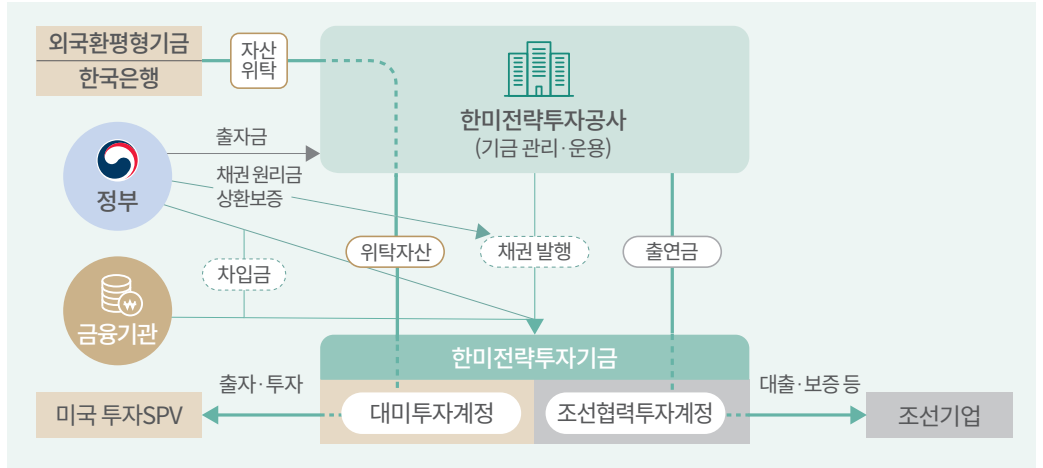 외국환평형기금
한국은행
자산
위탁
한미전략투자공사
(기금 관리·운용)
정부
출자금
채권 원리금
상환보증
위탁자산
채권 발행
출연금
차입금
₩
금융기관
한미전략투자기금
대미투자계정
조선협력투자계정
출자·투자
미국 투자SPV
대출·보증 등
조선기업